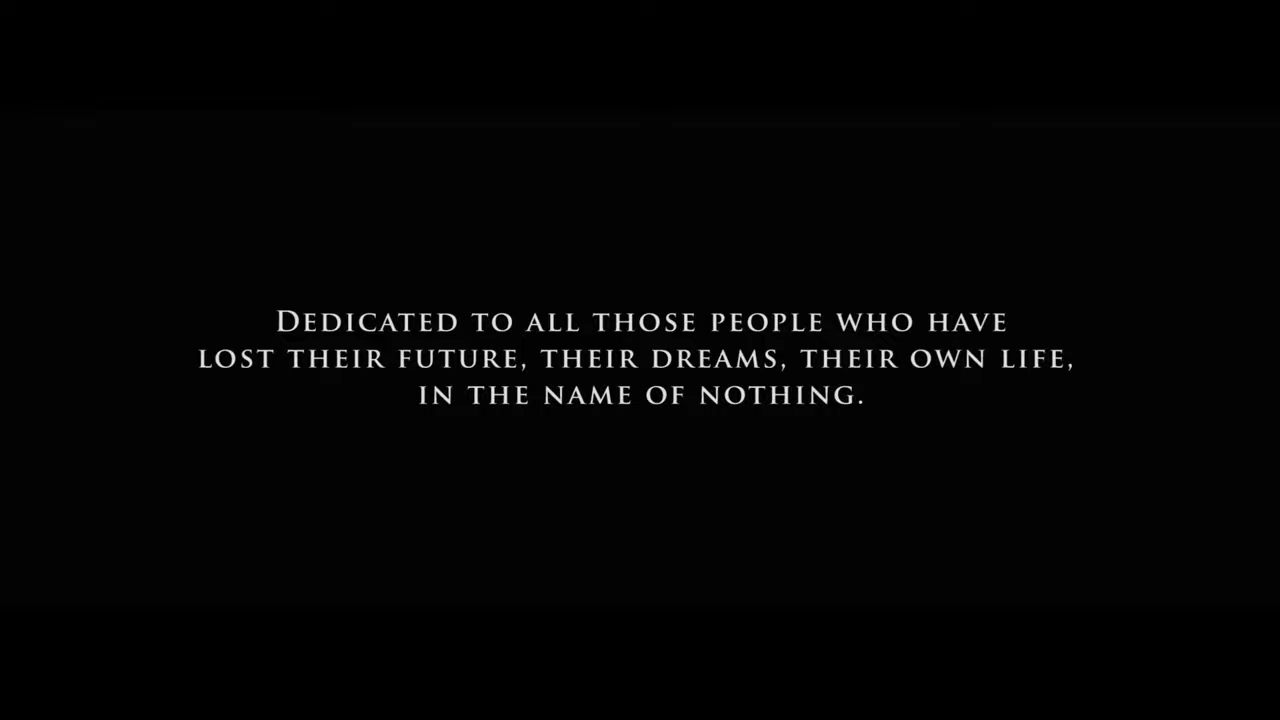 Dedicated to all those people who have
lost their future, their dreams, their own life,
in the name of nothing.